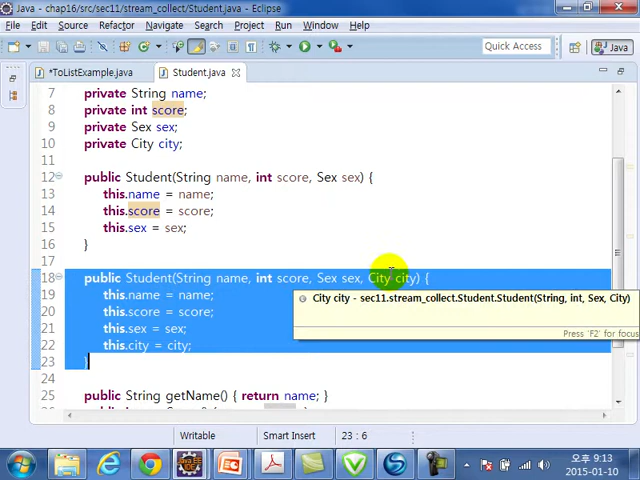 Java - chap16/src/sec11/stream_collect/Student.java - Eclipse
File Edit Source Refactor Navigate Search Project Run Window Help
Quick Access
Java
*ToListExample.java Student.java
7 private String name;
8 private int score;
9 private Sex sex;
10 private City city;
11
12 public Student(String name, int score, Sex sex) {
13 this.name = name;
14 this.score = score;
15 this.sex = sex;
16 }
17
18 public Student(String name, int score, Sex sex, City city) {
19 this.name = name;
20 this.score = score;
21 this.sex = sex;
22 this.city = city;
23 }
City city - sec11.stream_collect.Student.Student(String, int, Sex, City)
Press 'F2' for focus
24
25 public String getName() { return name; }
Writable Smart Insert 23 : 6
Java EE
IDE
오후 9:13
2015-01-10